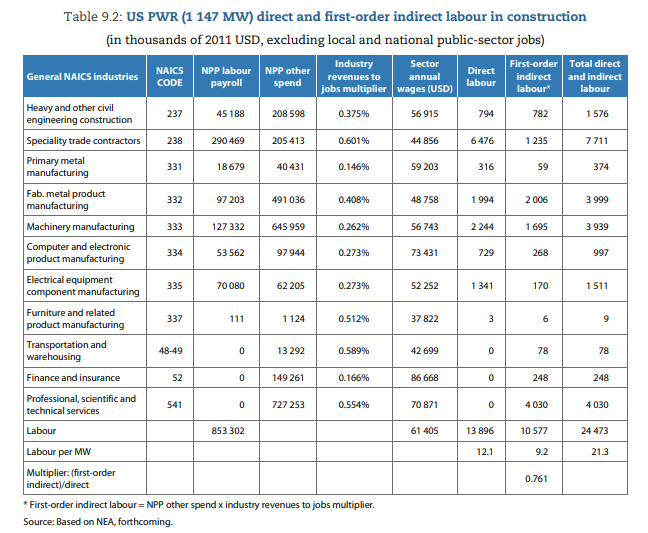 Table 9.2: US PWR (1 147 MW) direct and first-order indirect labour in construction
(in thousands of 2011 USD, excluding local and national public-sector jobs)
General NAICS industries NAICS CODE NPP labour payroll NPP other spend Industry revenues to jobs multiplier Sector annual wages (USD) Direct labour First-order indirect labour* Total direct and indirect labour
Heavy and other civil engineering construction 237 45 188 208 598 0.375% 56 915 794 782 1 576
Speciality trade contractors 238 290 469 205 413 0.601% 44 856 6 476 1 235 7 711
Primary metal manufacturing 331 18 679 40 431 0.146% 59 203 316 59 374
Fab. metal product manufacturing 332 97 203 491 036 0.408% 48 758 1 994 2 006 3 999
Machinery manufacturing 333 127 332 645 959 0.262% 56 743 2 244 1 695 3 939
Computer and electronic product manufacturing 334 53 562 97 944 0.273% 73 431 729 268 997
Electrical equipment component manufacturing 335 70 080 62 205 0.273% 52 252 1 341 170 1 511
Furniture and related product manufacturing 337 111 1 124 0.512% 37 822 3 6 9
Transportation and warehousing 48-49 0 13 292 0.589% 42 699 0 78 78
Finance and insurance 52 0 149 261 0.166% 86 668 0 248 248
Professional, scientific and technical services 541 0 727 253 0.554% 70 871 0 4 030 4 030
Labour 853 302 61 405 13 896 10 577 24 473
Labour per MW 12.1 9.2 21.3
Multiplier: (first-order indirect)/direct 0.761
* First-order indirect labour = NPP other spend x industry revenues to jobs multiplier.
Source: Based on NEA, forthcoming.